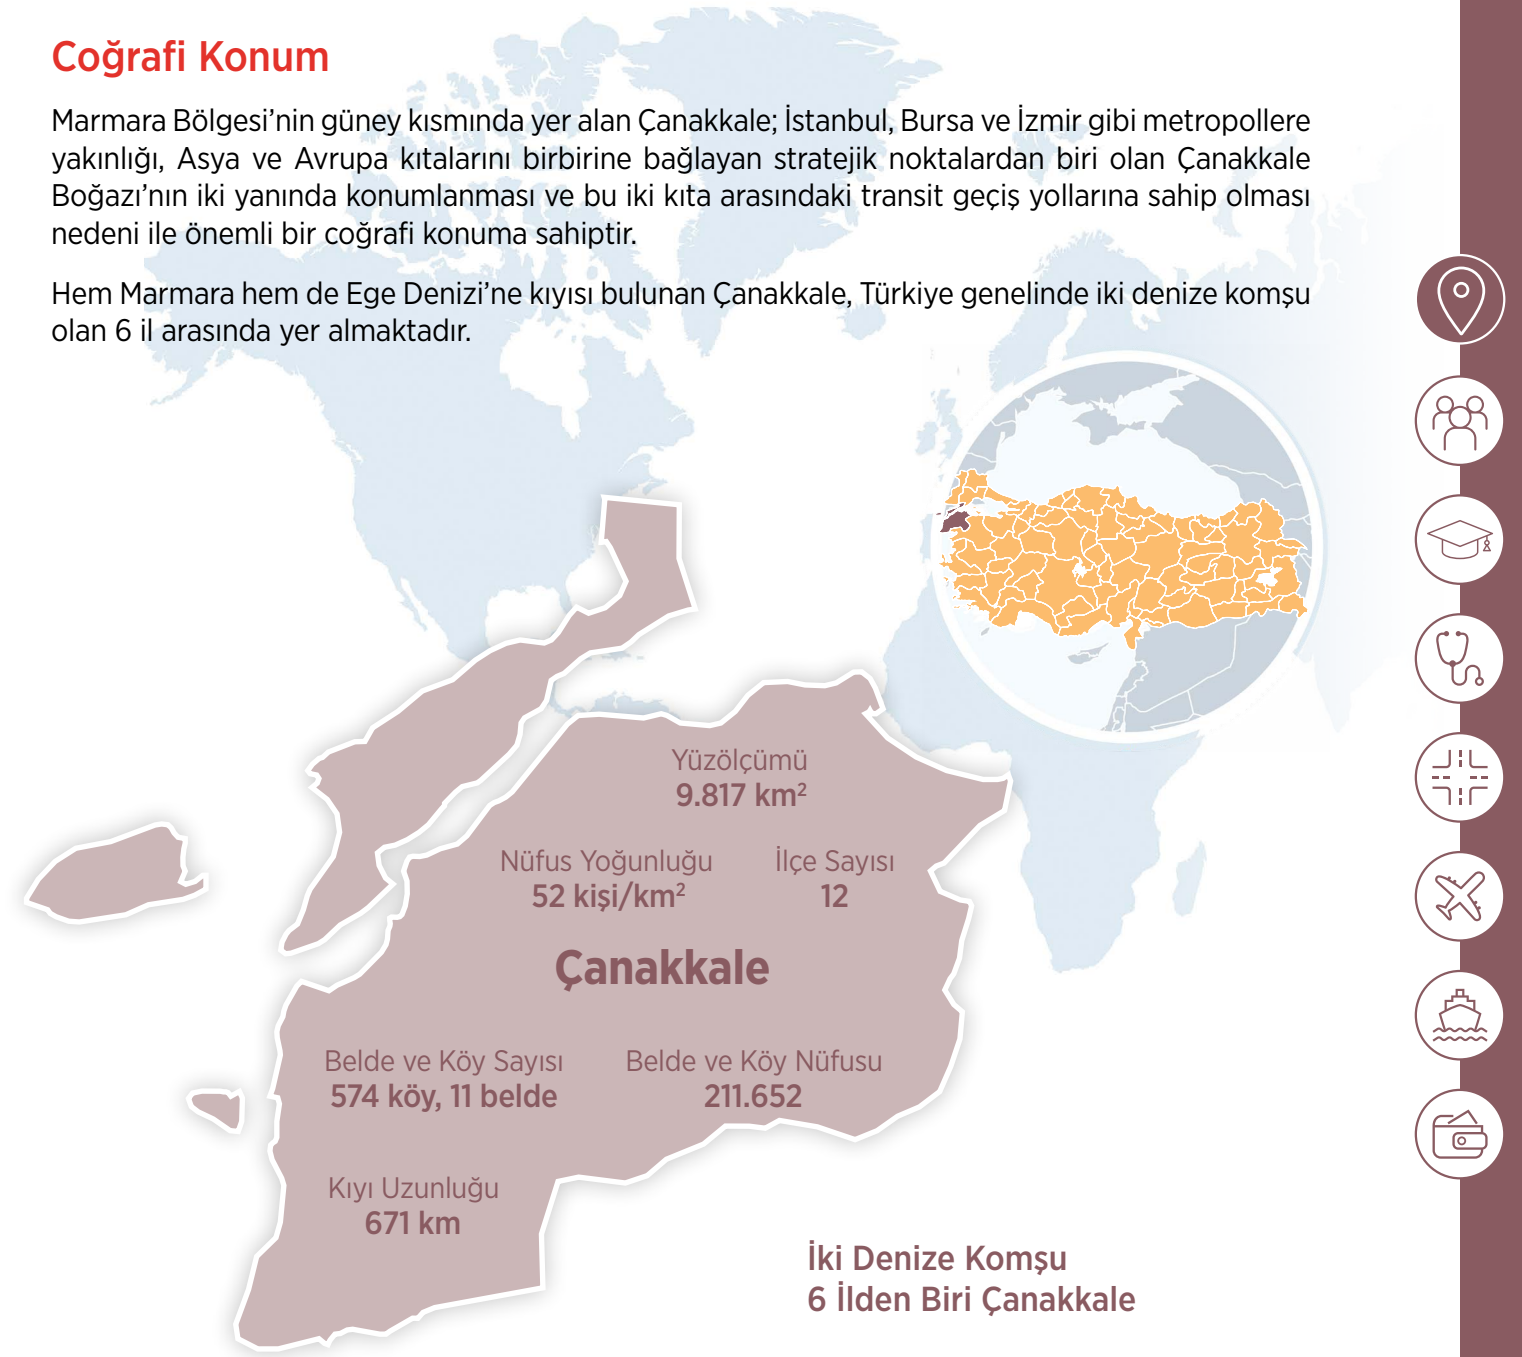 Coğrafi Konum
Marmara Bölgesi’nin güney kısmında yer alan Çanakkale; İstanbul, Bursa ve İzmir gibi metropollere
yakınlığı, Asya ve Avrupa kıtalarını birbirine bağlayan stratejik noktalardan biri olan Çanakkale
Boğazı’nın iki yanında konumlanması ve bu iki kıta arasındaki transit geçiş yollarına sahip olması
nedeni ile önemli bir coğrafi konuma sahiptir.
Hem Marmara hem de Ege Denizi’ne kıyısı bulunan Çanakkale, Türkiye genelinde iki denize komşu
olan 6 il arasında yer almaktadır.
Yüzölçümü
9.817 km²
Nüfus Yoğunluğu
52 kişi/km²
İlçe Sayısı
12
Çanakkale
Belde ve Köy Sayısı
574 köy, 11 belde
Belde ve Köy Nüfusu
211.652
Kıyı Uzunluğu
671 km
İki Denize Komşu
6 İlden Biri Çanakkale